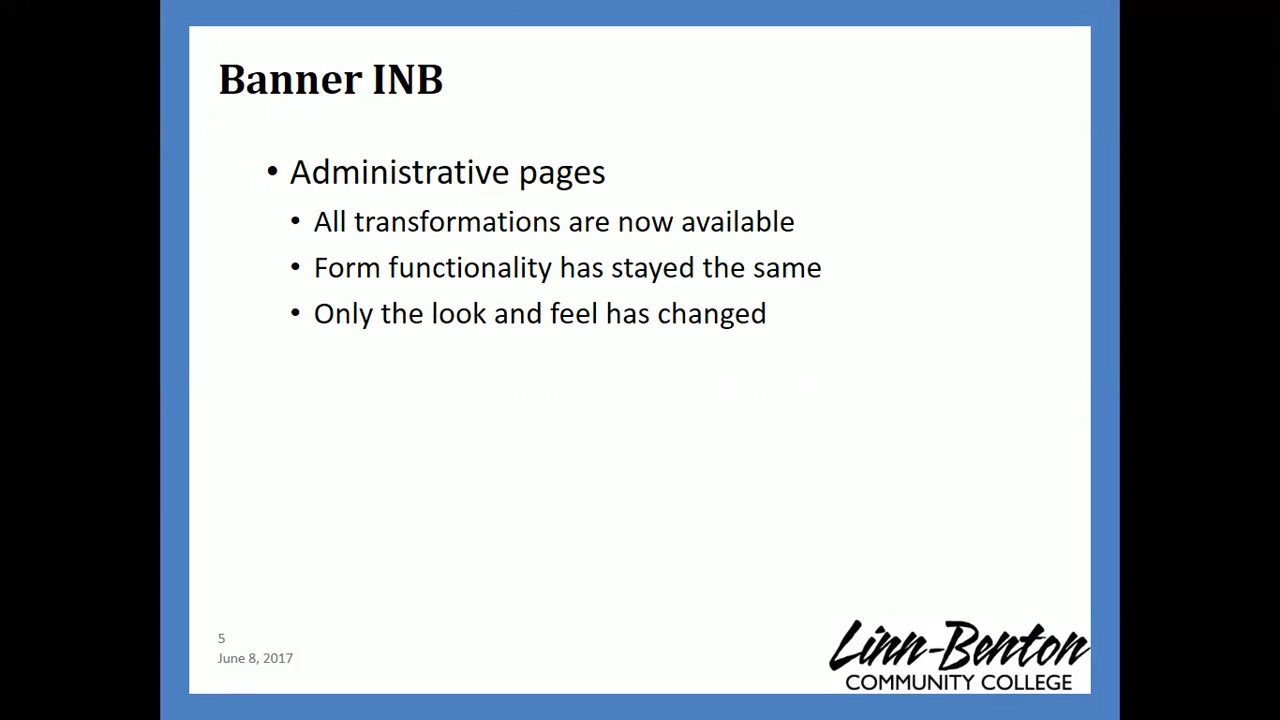 Banner INB
• Administrative pages
• All transformations are now available
• Form functionality has stayed the same
• Only the look and feel has changed
5
June 8, 2017
Linn-Benton
COMMUNITY COLLEGE